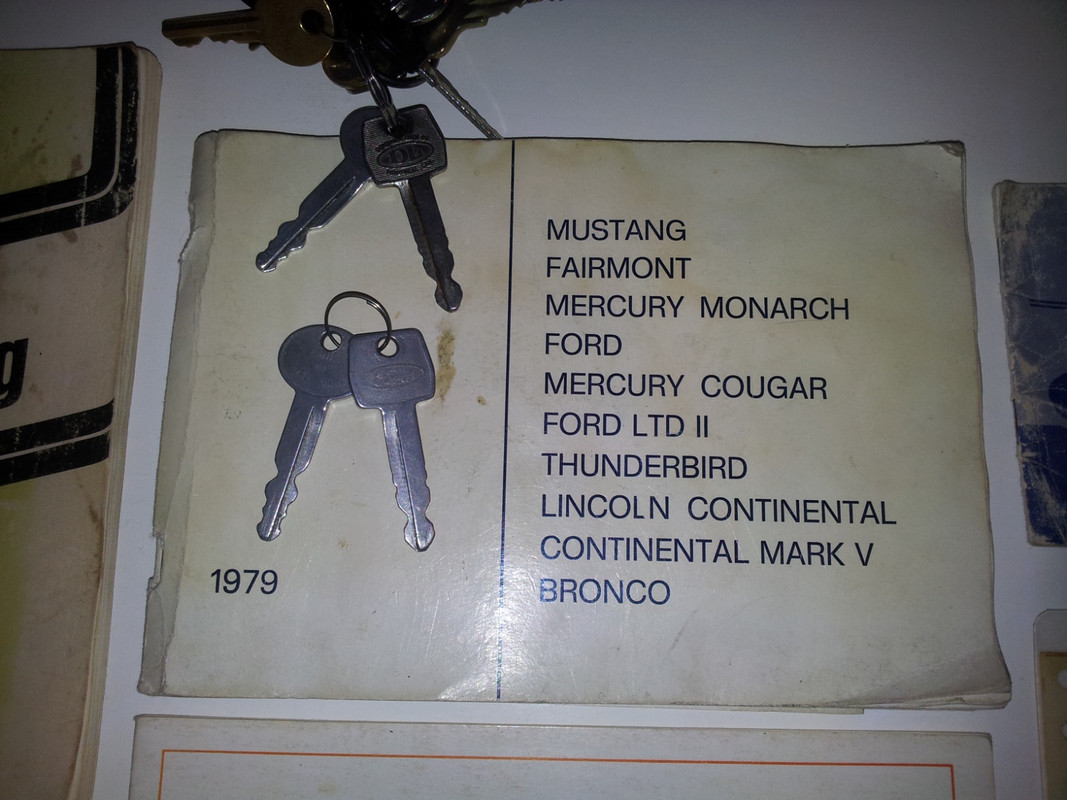 MUSTANG
FAIRMONT
MERCURY MONARCH
FORD
MERCURY COUGAR
FORD LTD II
THUNDERBIRD
LINCOLN CONTINENTAL
CONTINENTAL MARK V
BRONCO
1979
g